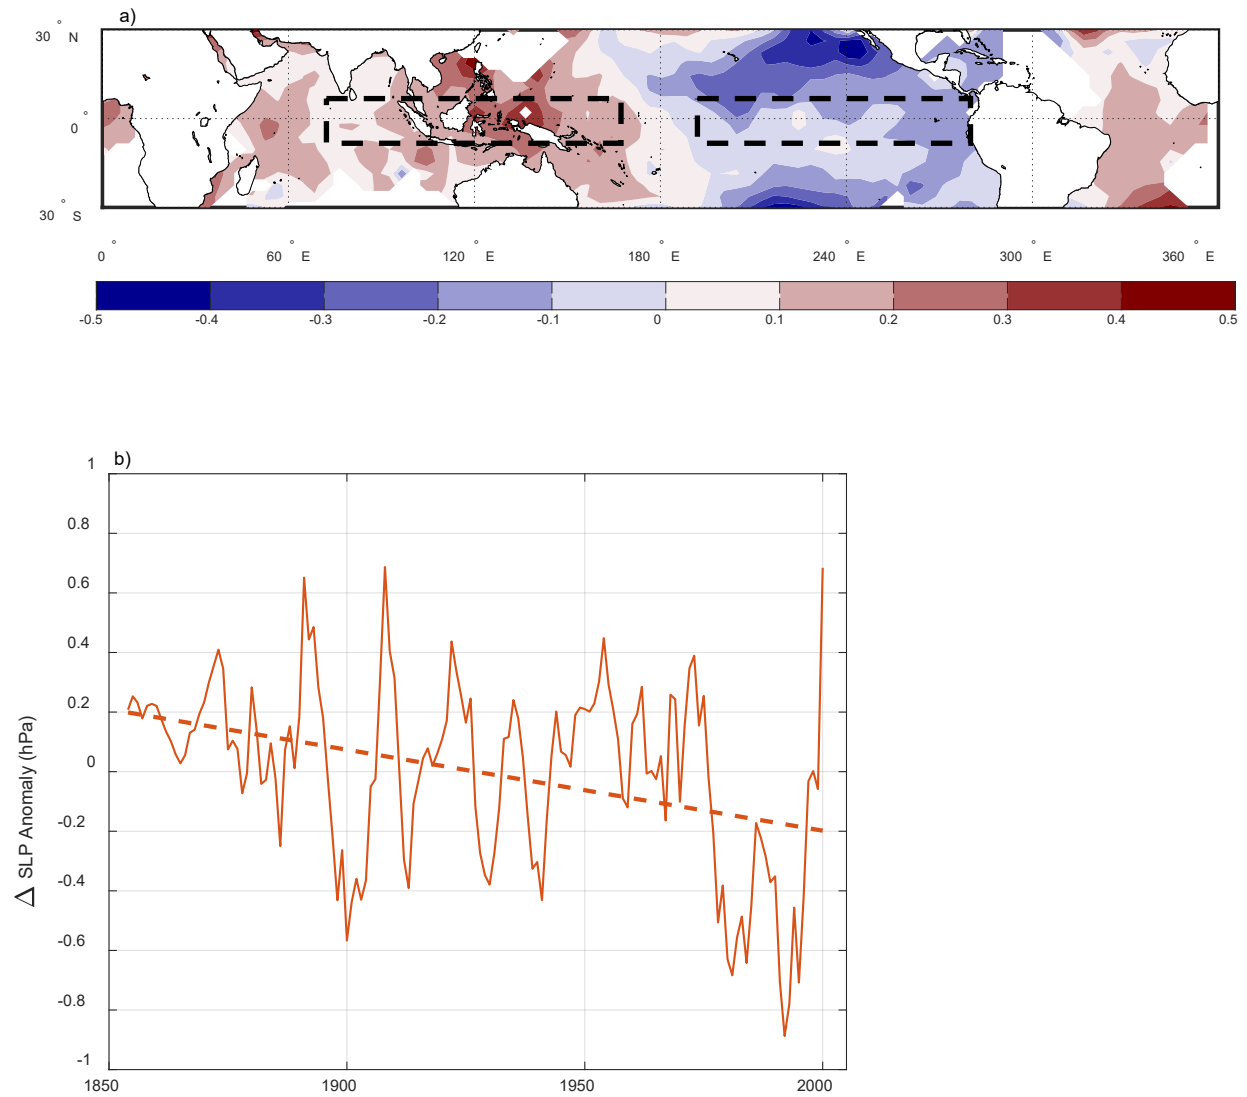 a)
30 ° N
0 °
30 ° S
0 ° 60 ° E 120 ° E 180 ° E 240 ° E 300 ° E 360 ° E
-0.5 -0.4 -0.3 -0.2 -0.1 0 0.1 0.2 0.3 0.4 0.5
b)
1
0.8
0.6
0.4
0.2
0
-0.2
-0.4
-0.6
-0.8
-1
Δ SLP Anomaly (hPa)
1850 1900 1950 2000